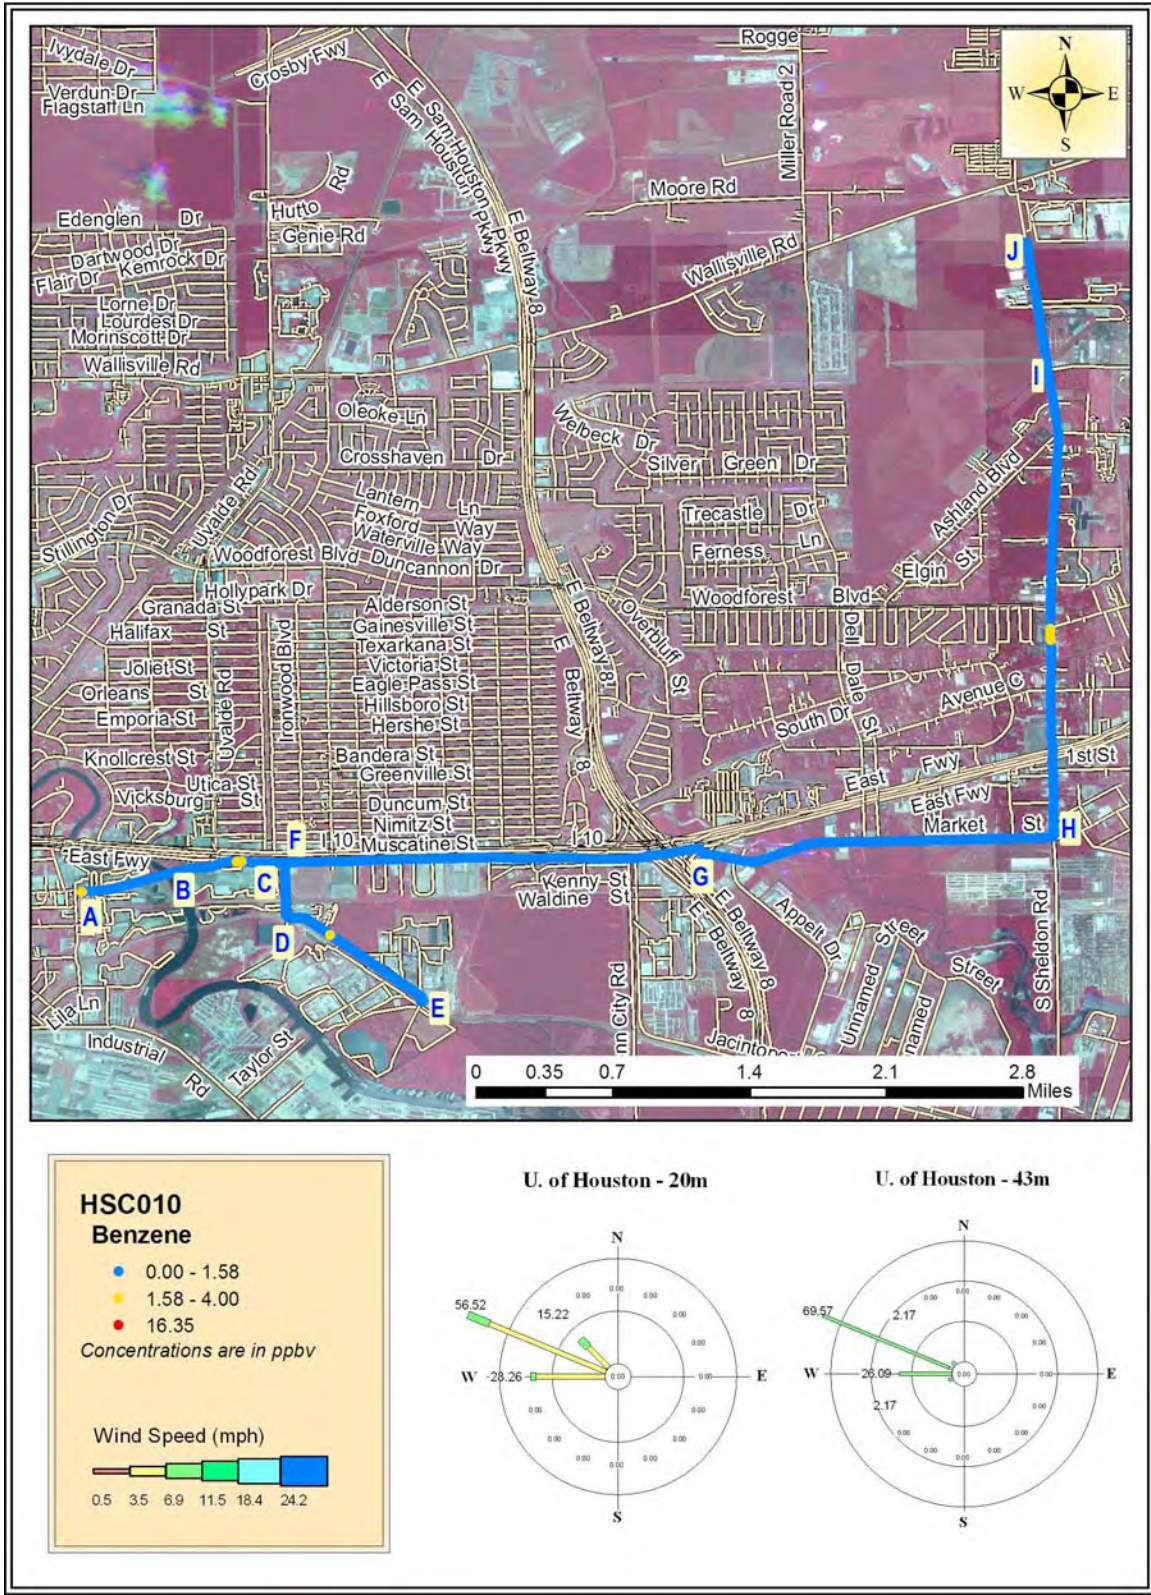 Ivydale Dr
Verdun Dr
Flagstaff Ln
Crosby Fwy
E Sam Houston Pkwy
E Sam Houston Pkwy
E Beltway 8
Rogge
Miller Road 2
N
W E
S
Rd
Moore Rd
Hutto
Genie Rd
Edenglen Dr
Dartwood Dr
Flair Dr
Kemrock Dr
Lorne Dr
Lourdes Dr
Morinscott Dr
Wallisville Rd
Wallisville Rd
J
I
Oleoke Ln
Crosshaven Dr
Welbeck Dr
Silver Green Dr
Uvalde Rd
Lantern Ln
Foxford Way
Waterville Way
Stillington Dr
Woodforest Blvd
Duncannon Dr
Trecastle Dr
Ferness Ln
Ashland Blvd
Elgin St
Hollypark Dr
Granada St
Woodforest Blvd
Halifax St
Alderson St
Gainesville St
Texarkana St
Victoria St
Eagle Pass St
Hillsboro St
Hershe St
Joliet St
Orleans St
Emporia St
Uvalde Rd
Ironwood Blvd
E Beltway 8
E Beltway 8
Overbluff St
Dell Dale St
Avenue C
South Dr
Knollcrest St
Bandera St
Greenville St
Utica St
Vicksburg St
Duncum St
Nimitz St
Muscatine St
I 10
I 10
East Fwy
East Fwy
1st St
Market St
East Fwy
F
H
A
B
C
D
E
G
Kenny St
Waldine St
E Beltway 8
E Beltway 8
Appelt Dr
Unnamed Street
Street
S Sheldon Rd
nn City Rd
Lila Ln
Industrial Rd
Taylor St
Jacintopor
named
0 0.35 0.7 1.4 2.1 2.8
Miles
HSC010
Benzene
0.00 - 1.58
1.58 - 4.00
16.35
Concentrations are in ppbv
Wind Speed (mph)
0.5 3.5 6.9 11.5 18.4 24.2
U. of Houston - 20m
N
56.52
15.22
W
28.26
0.00
E
S
U. of Houston - 43m
N
69.57
2.17
W
26.09
0.00
E
2.17
S